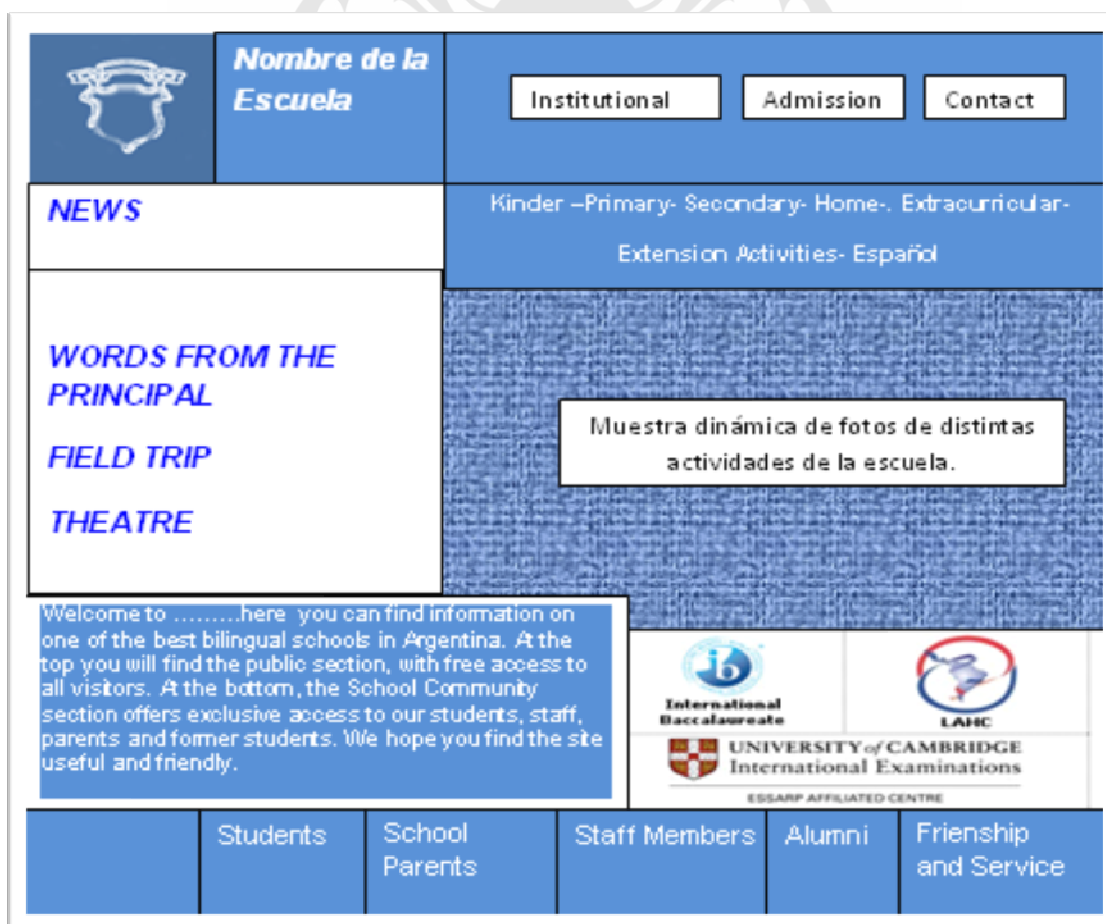 Nombre de la
Escuela
Institutional
Admission
Contact
NEWS
Kinder –Primary- Secondary- Home-. Extracurricular-
Extension Activities- Español
WORDS FROM THE
PRINCIPAL
FIELD TRIP
THEATRE
Muestra dinámica de fotos de distintas
actividades de la escuela.
Welcome to .........here you can find information on
one of the best bilingual schools in Argentina. At the
top you will find the public section, with free access to
all visitors. At the bottom, the School Community
section offers exclusive access to our students, staff,
parents and former students. We hope you find the site
useful and friendly.
ib
International
Baccalaureate
LAHC
UNIVERSITY of CAMBRIDGE
International Examinations
ESSARP AFFILIATED CENTRE
Students
School
Parents
Staff Members
Alumni
Frienship
and Service